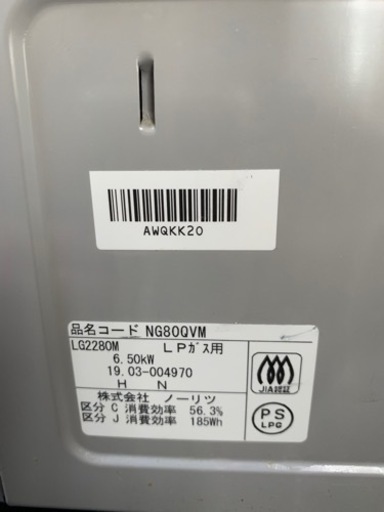 AWQKK20
品名コード NG80QVM
LG2280M LPガス用
6.50kW
19.03-004970
H N
JIA認証
株式会社 ノーリツ
区分 C 消費効率 56.3%
区分 J 消費効率 185Wh
PS
LPG